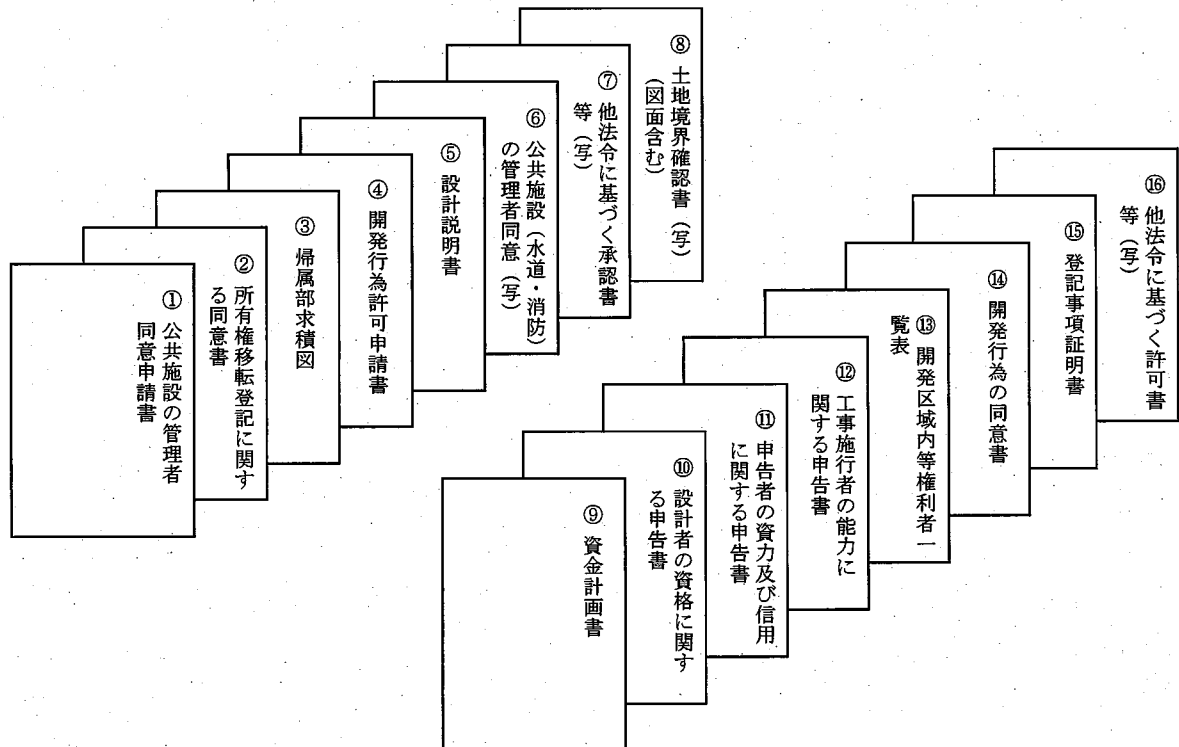 ① 公共施設の管理者
同意申請書
② 所有権移転登記に関す
る同意書
③ 帰属部求積図
④ 開発行為許可申請書
⑤ 設計説明書
⑥ 公共施設（水道・消防）
の管理者同意（写）
⑦ 他法令に基づく承認書
等（写）
⑧ 土地境界確認書（写）
（図面含む）
⑨ 資金計画書
⑩ 設計者の資格に関す
る申告書
⑪ 申告者の資力及び信用
に関する申告書
⑫ 工事施行者の能力に
関する申告書
⑬ 開発区域内等権利者一
覧表
⑭ 開発行為の同意書
⑮ 登記事項証明書
⑯ 他法令に基づく許可書
等（写）